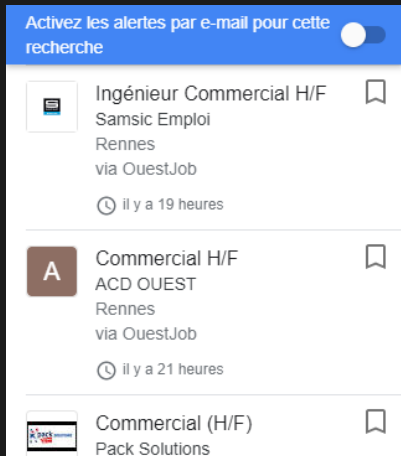 Activez les alertes par e-mail pour cette
recherche
Ingénieur Commercial H/F
Samsic Emploi
Rennes
via OuestJob
il y a 19 heures
A
Commercial H/F
ACD OUEST
Rennes
via OuestJob
il y a 21 heures
pack
Commercial (H/F)
Pack Solutions